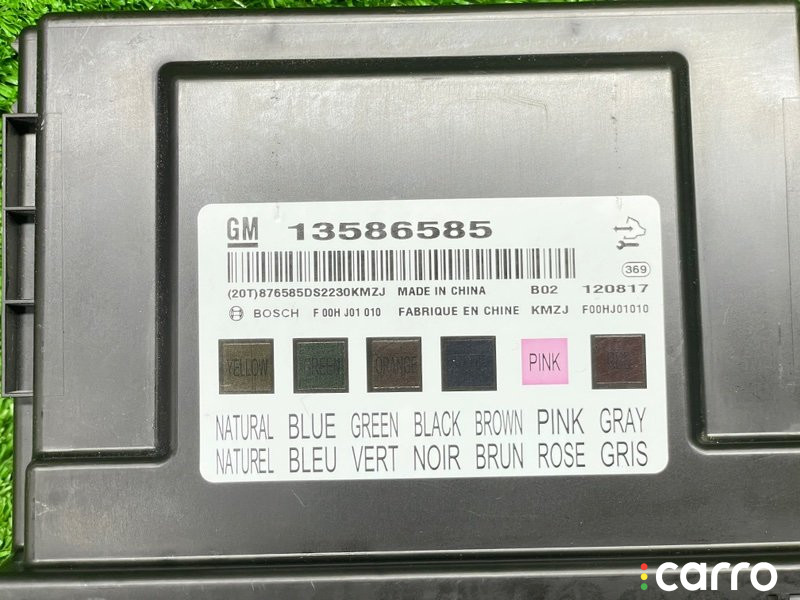 GM 13586585
369
(20T)876585DS2230KMZJ MADE IN CHINA B02 120817
BOSCH F 00H J01 010 FABRIQUE EN CHINE KMZJ F00HJ01010
YELLOW GREEN ORANGE PINK
NATURAL BLUE GREEN BLACK BROWN PINK GRAY
NATUREL BLEU VERT NOIR BRUN ROSE GRIS
carro